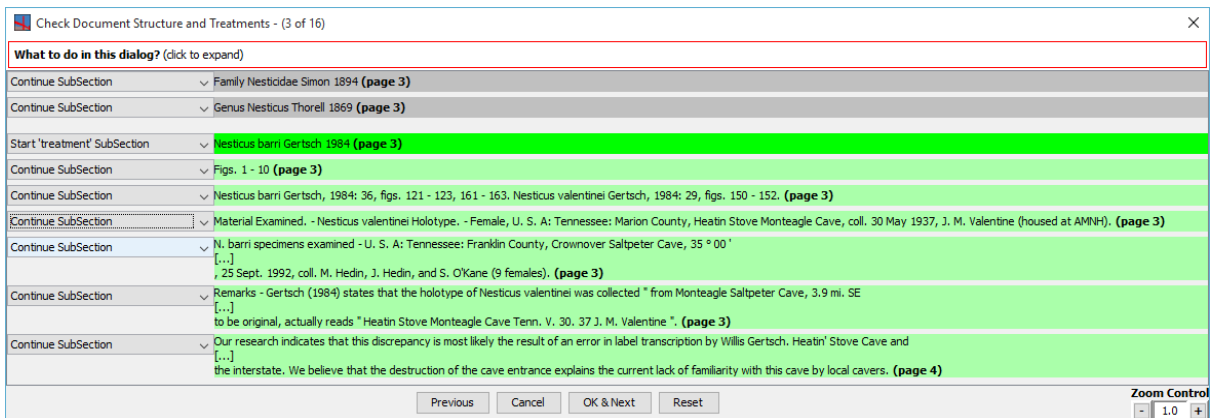 Check Document Structure and Treatments - (3 of 16)
What to do in this dialog? (click to expand)
Continue SubSection Family Nesticidae Simon 1894 (page 3)
Continue SubSection Genus Nesticus Thorell 1869 (page 3)
Start 'treatment' SubSection Nesticus barri Gertsch 1984 (page 3)
Continue SubSection Figs. 1 - 10 (page 3)
Continue SubSection Nesticus barri Gertsch, 1984: 36, figs. 121 - 123, 161 - 163. Nesticus valentinei Gertsch, 1984: 29, figs. 150 - 152. (page 3)
Continue SubSection Material Examined. - Nesticus valentinei Holotype. - Female, U. S. A: Tennessee: Marion County, Heatin Stove Monteagle Cave, coll. 30 May 1937, J. M. Valentine (housed at AMNH). (page 3)
Continue SubSection N. barri specimens examined - U. S. A: Tennessee: Franklin County, Crownover Saltpeter Cave, 35 ° 00 '
[...]
, 25 Sept. 1992, coll. M. Hedin, J. Hedin, and S. O'Kane (9 females). (page 3)
Continue SubSection Remarks - Gertsch (1984) states that the holotype of Nesticus valentinei was collected " from Monteagle Saltpeter Cave, 3.9 mi. SE
[...]
to be original, actually reads " Heatin Stove Monteagle Cave Tenn. V. 30. 37 J. M. Valentine ". (page 3)
Continue SubSection Our research indicates that this discrepancy is most likely the result of an error in label transcription by Willis Gertsch. Heatin' Stove Cave and
[...]
the interstate. We believe that the destruction of the cave entrance explains the current lack of familiarity with this cave by local cavers. (page 4)
Previous Cancel OK & Next Reset
Zoom Control
- 1.0 +